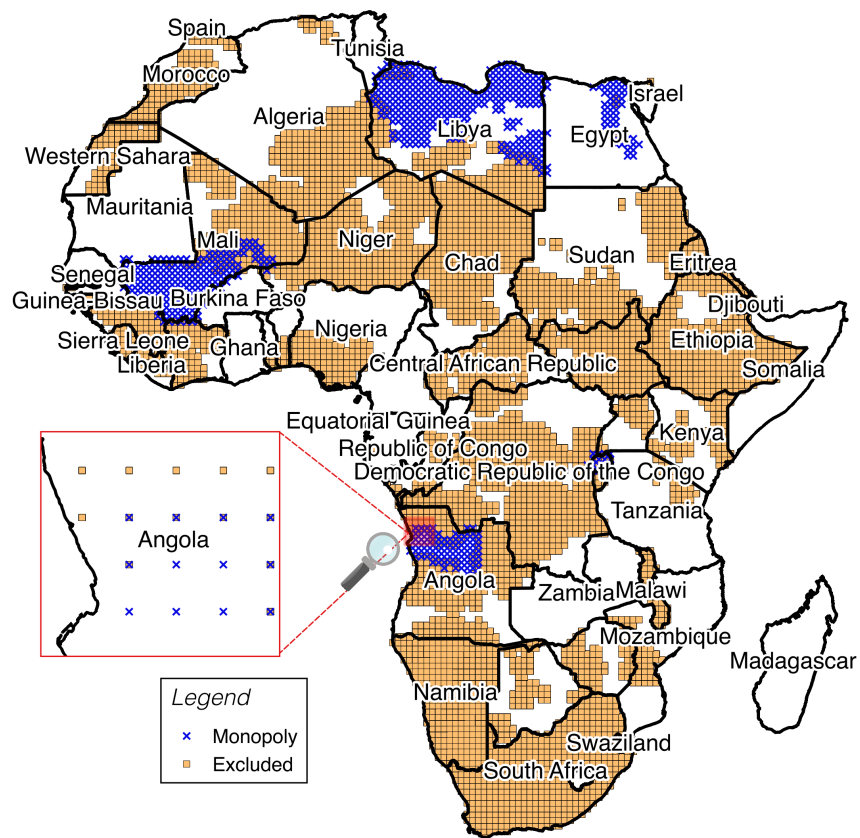 Spain
Tunisia
Morocco
Israel
Algeria
Libya
Egypt
Western Sahara
Mauritania
Mali
Niger
Chad
Sudan
Eritrea
Senegal
Guinea-Bissau
Burkina Faso
Djibouti
Sierra Leone
Ghana
Nigeria
Ethiopia
Liberia
Central African Republic
Somalia
Equatorial Guinea
Kenya
Republic of Congo
Democratic Republic of the Congo
Tanzania
Angola
Angola
Zambia
Malawi
Mozambique
Madagascar
Namibia
Swaziland
South Africa
Legend
Monopoly
Excluded